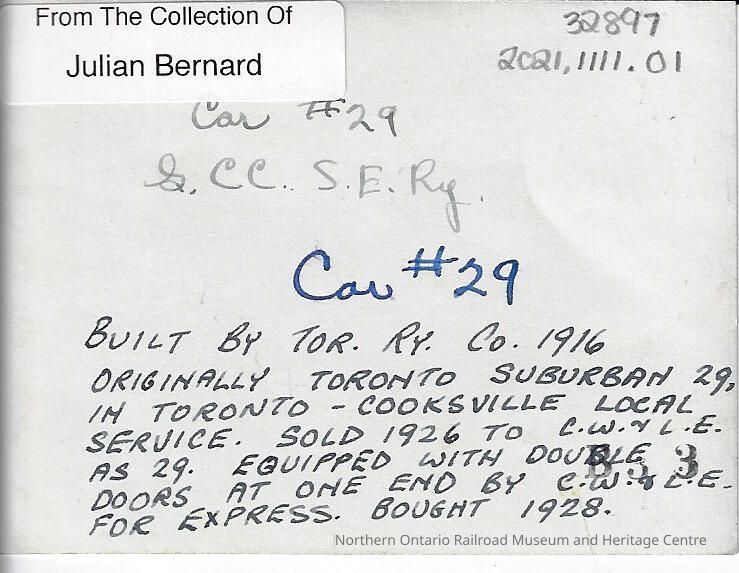 From The Collection Of
Julian Bernard
32897
2021,1111.01
Car #29
S.E.Ry.
Car #29
BUILT BY TOR. RY. CO. 1916
ORIGINALLY TORONTO SUBURBAN 29,
IN TORONTO - COOKSVILLE LOCAL
SERVICE. SOLD 1926 TO C.W. & L.E.
AS 29. EQUIPPED WITH DOUBLE
DOORS AT ONE END BY C.W. & L.E.
FOR EXPRESS. BOUGHT 1928.
Northern Ontario Railroad Museum and Heritage Centre